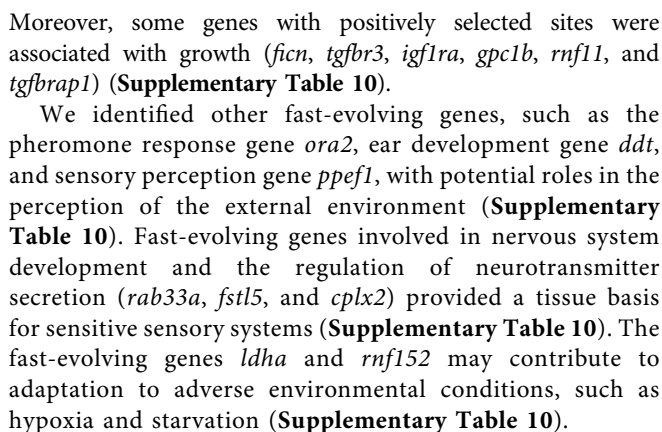 Moreover, some genes with positively selected sites were
associated with growth (ficn, tgfbr3, igf1ra, gpc1b, rnf11, and
tgfbrap1) (Supplementary Table 10).
We identified other fast-evolving genes, such as the
pheromone response gene ora2, ear development gene ddt,
and sensory perception gene ppef1, with potential roles in the
perception of the external environment (Supplementary
Table 10). Fast-evolving genes involved in nervous system
development and the regulation of neurotransmitter
secretion (rab33a, fstl5, and cplx2) provided a tissue basis
for sensitive sensory systems (Supplementary Table 10). The
fast-evolving genes ldha and rnf152 may contribute to
adaptation to adverse environmental conditions, such as
hypoxia and starvation (Supplementary Table 10).